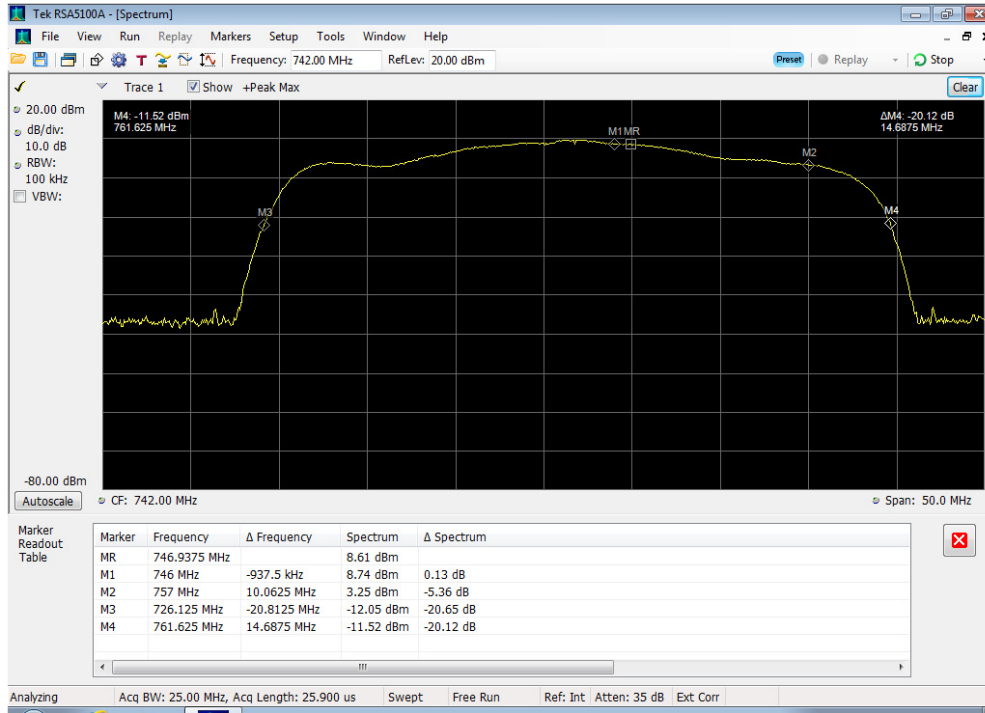 Tek RSA5100A - [Spectrum]
File View Run Replay Markers Setup Tools Window Help
T Frequency: 742.00 MHz RefLev: 20.00 dBm Preset Replay Stop
Trace 1 Show +Peak Max Clear
20.00 dBm
dB/div:
10.0 dB
RBW:
100 kHz
VBW:
-80.00 dBm
M4: -11.52 dBm
761.625 MHz
ΔM4: -20.12 dB
14.6875 MHz
M1 MR
M2
M3
M4
Autoscale CF: 742.00 MHz Span: 50.0 MHz
Marker
Readout
Table
Marker Frequency Δ Frequency Spectrum Δ Spectrum
MR 746.9375 MHz 8.61 dBm
M1 746 MHz -937.5 kHz 8.74 dBm 0.13 dB
M2 757 MHz 10.0625 MHz 3.25 dBm -5.36 dB
M3 726.125 MHz -20.8125 MHz -12.05 dBm -20.65 dB
M4 761.625 MHz 14.6875 MHz -11.52 dBm -20.12 dB
Analyzing Acq BW: 25.00 MHz, Acq Length: 25.900 us Swept Free Run Ref: Int Atten: 35 dB Ext Corr